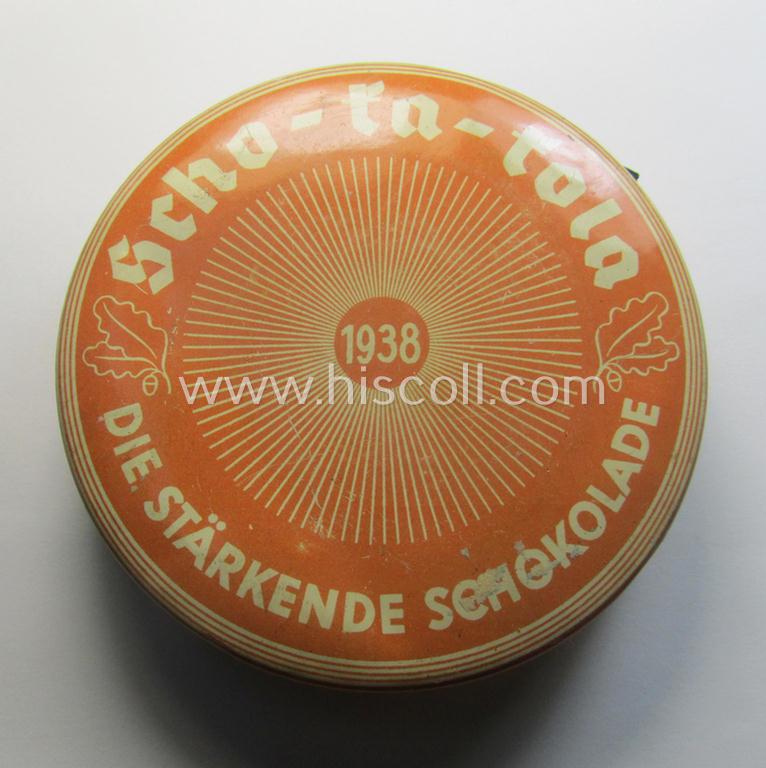 Scho-ka-kola
1938
www.hiscoll.com
DIE STÄRKENDE SCHOKOLADE